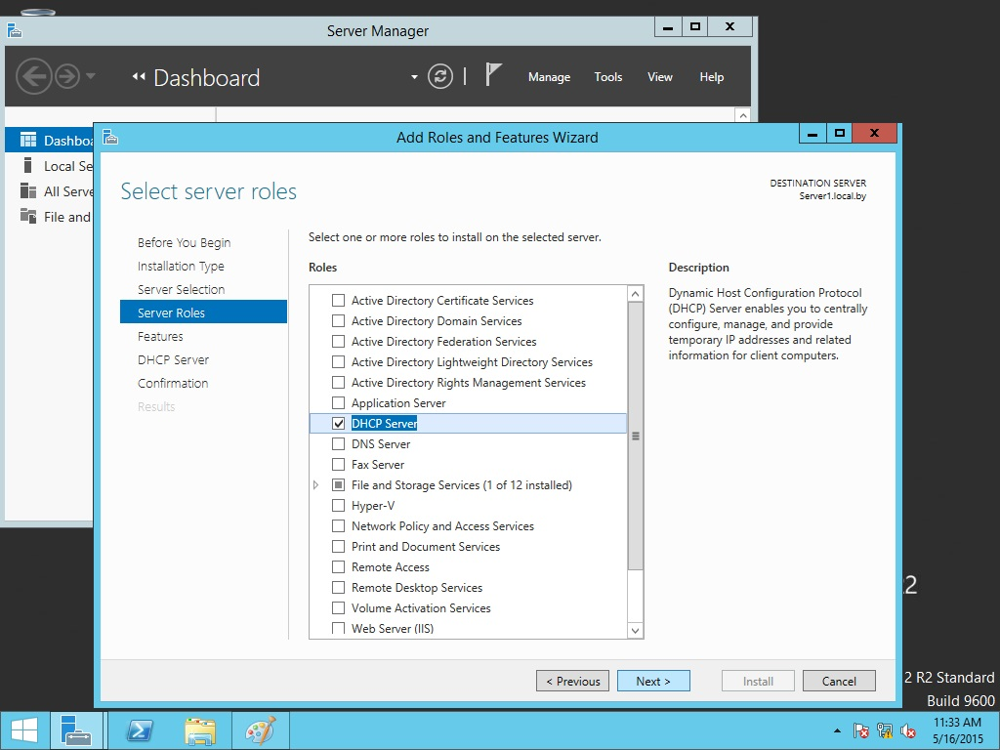 Server Manager
Dashboard
Manage
Tools
View
Help
Dashboa
Local Se
All Serve
File and
Add Roles and Features Wizard
Select server roles
DESTINATION SERVER
Server1.local.by
Before You Begin
Installation Type
Server Selection
Server Roles
Features
DHCP Server
Confirmation
Results
Select one or more roles to install on the selected server.
Roles
Active Directory Certificate Services
Active Directory Domain Services
Active Directory Federation Services
Active Directory Lightweight Directory Services
Active Directory Rights Management Services
Application Server
DHCP Server
DNS Server
Fax Server
File and Storage Services (1 of 12 installed)
Hyper-V
Network Policy and Access Services
Print and Document Services
Remote Access
Remote Desktop Services
Volume Activation Services
Web Server (IIS)
Description
Dynamic Host Configuration Protocol
(DHCP) Server enables you to centrally
configure, manage, and provide
temporary IP addresses and related
information for client computers.
< Previous
Next >
Install
Cancel
2
2 R2 Standard
Build 9600
11:33 AM
5/16/2015